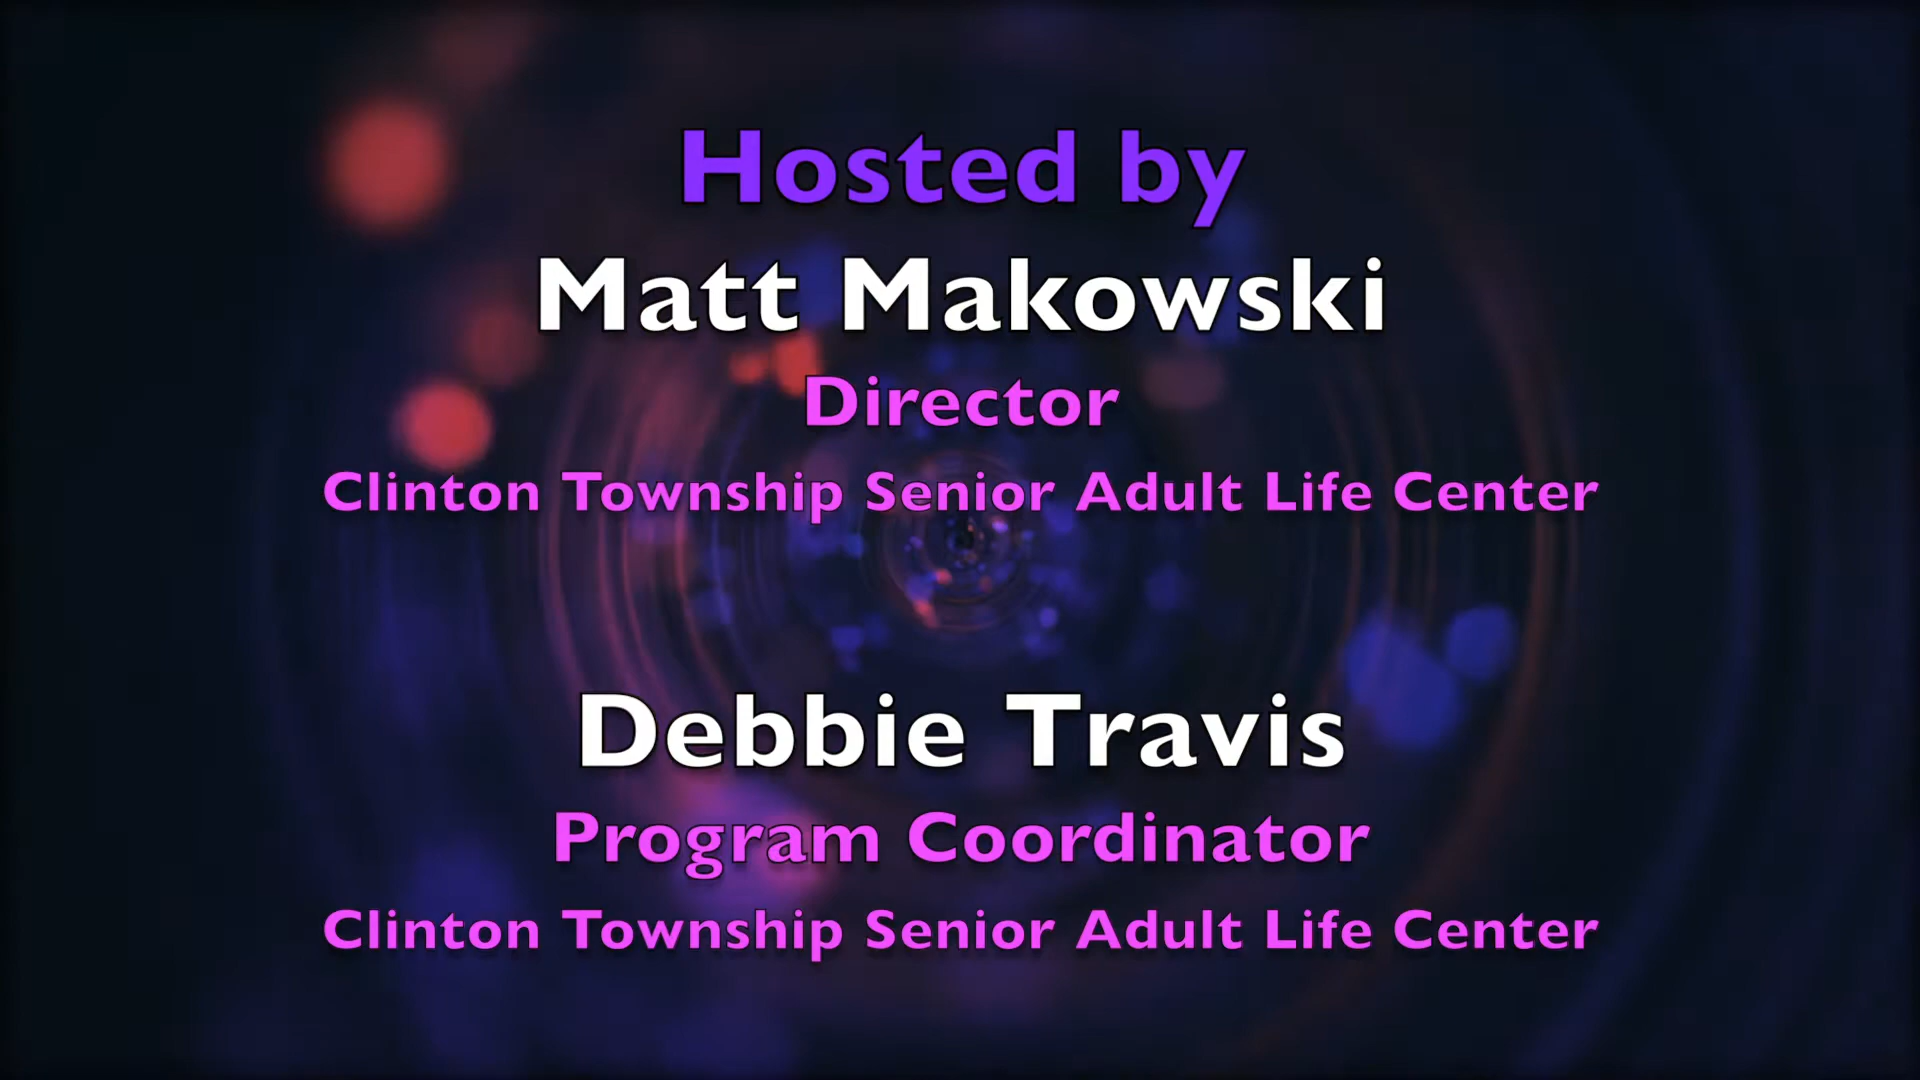 Hosted by
Matt Makowski
Director
Clinton Township Senior Adult Life Center
Debbie Travis
Program Coordinator
Clinton Township Senior Adult Life Center